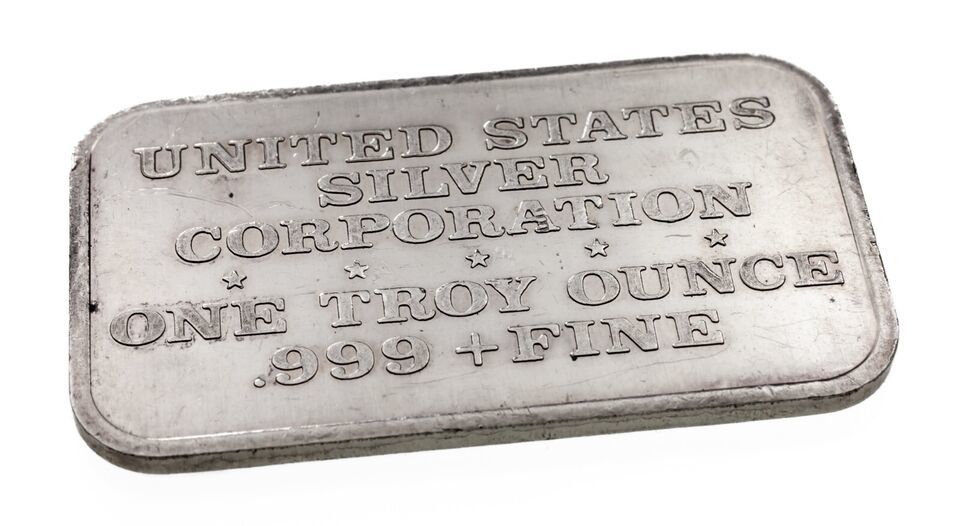 UNITED STATES
SILVER
CORPORATION
ONE TROY OUNCE
.999 + FINE